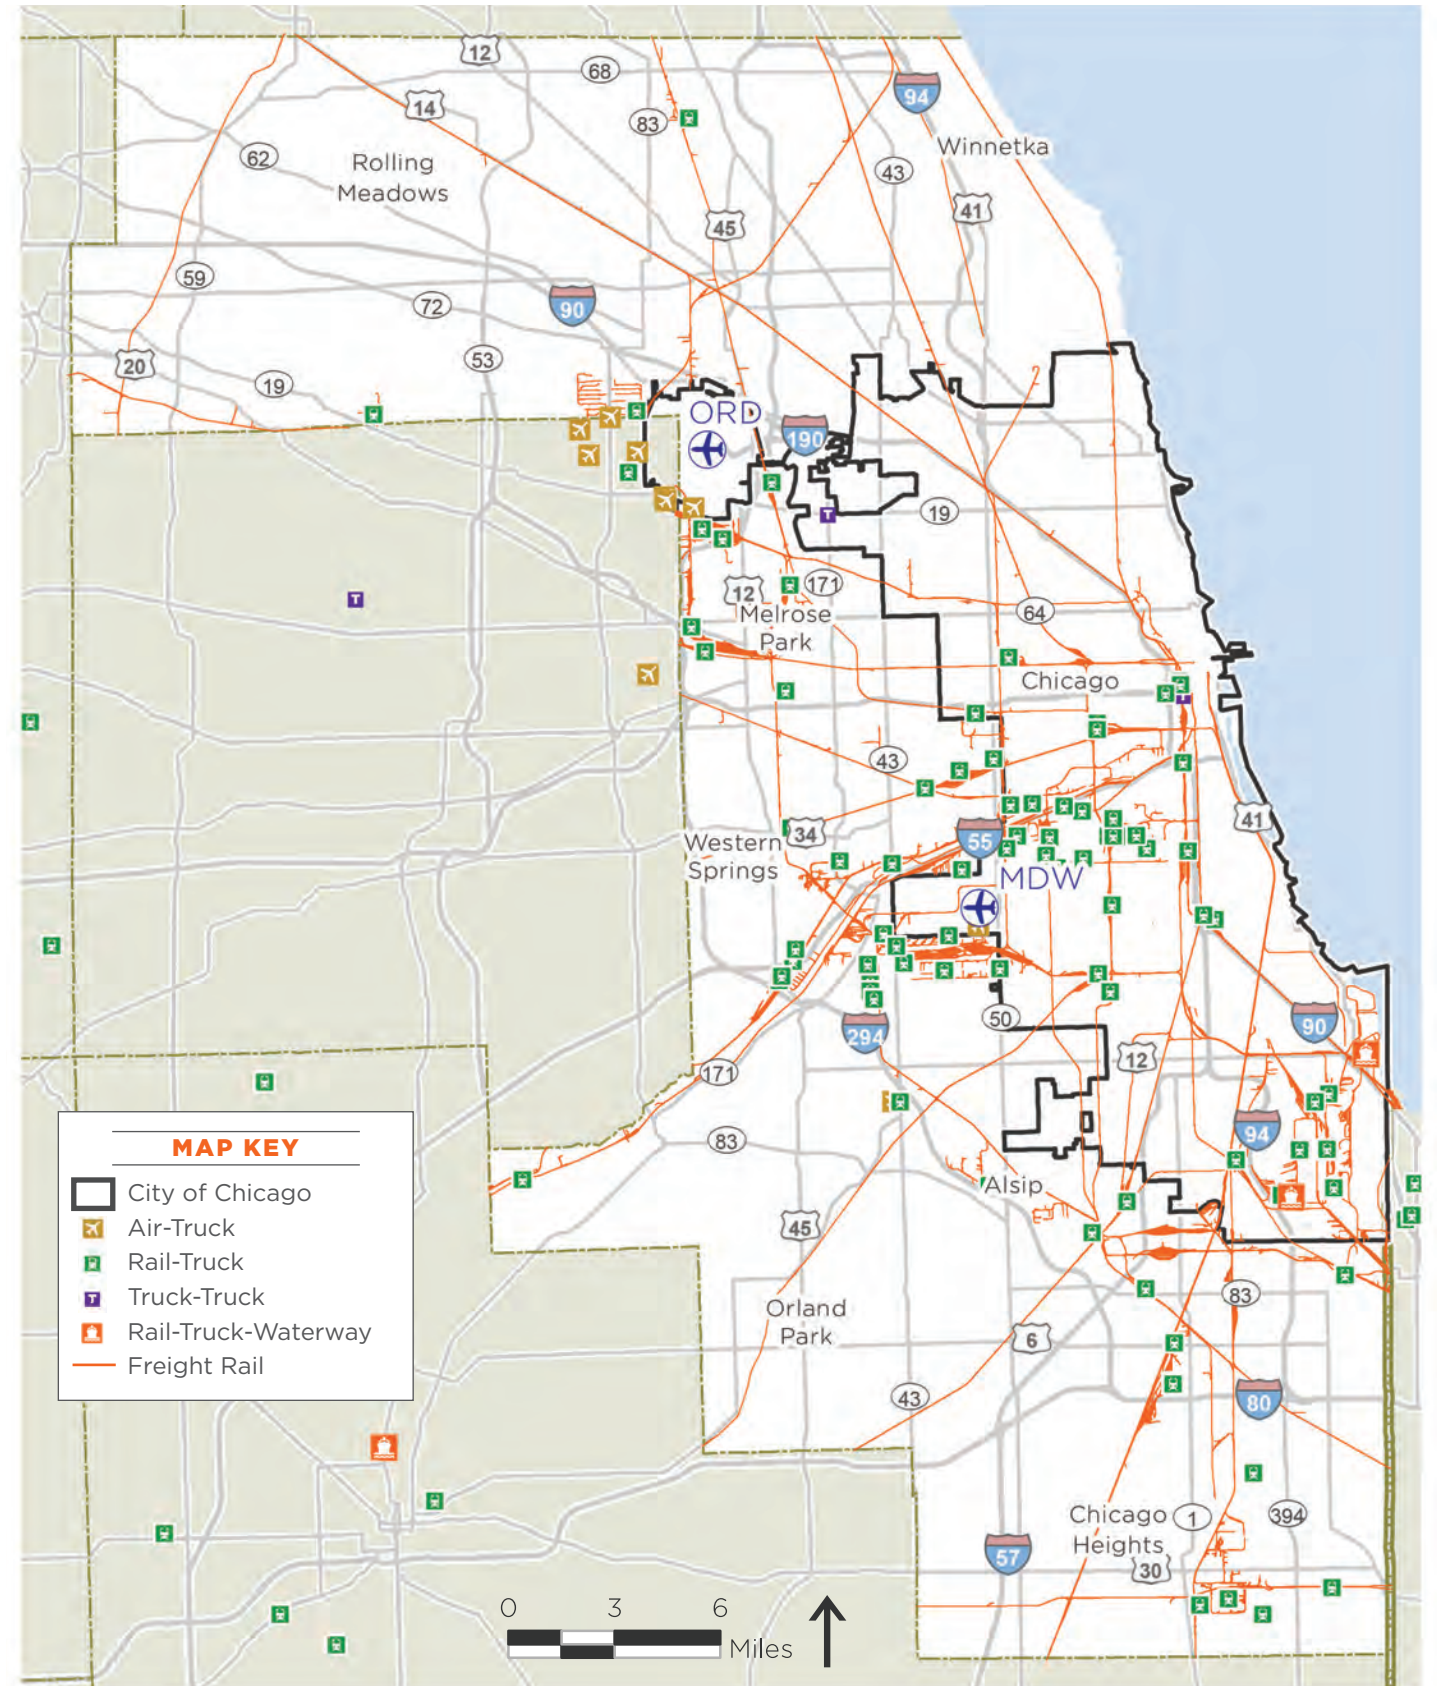 12
68
94
14
83
Winnetka
62
Rolling
Meadows
43
41
45
59
72
90
20
53
19
ORD
190
19
T
T
12
171
64
Melrose
Park
Chicago
T
43
41
34
55
Western
Springs
MDW
50
90
294
12
171
94
83
MAP KEY
City of Chicago
Air-Truck
Rail-Truck
T
Truck-Truck
Rail-Truck-Waterway
Freight Rail
Alsip
45
83
Orland
Park
6
43
80
Chicago
Heights
1
394
57
30
0 3 6
Miles